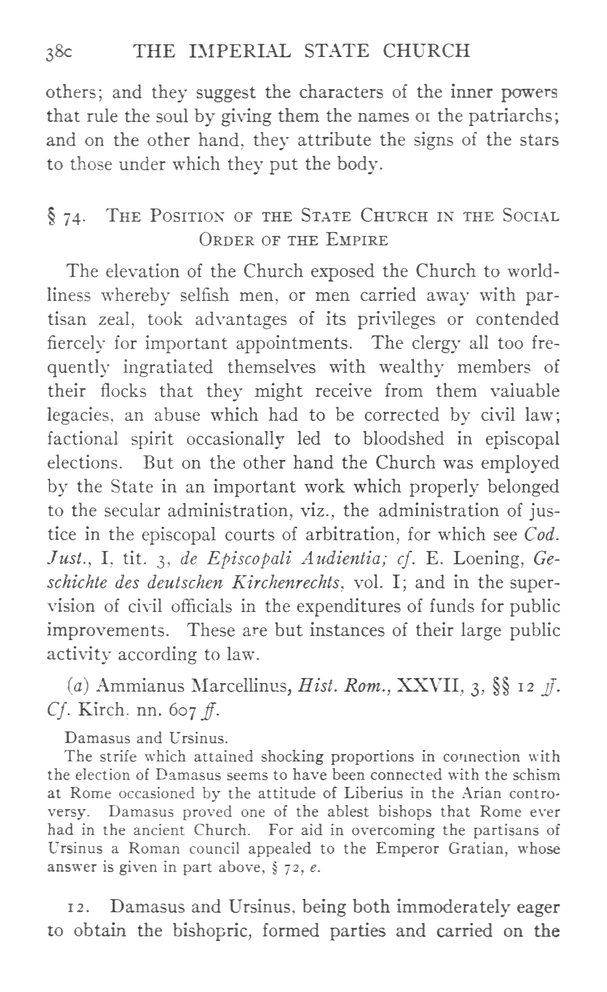 38c THE IMPERIAL STATE CHURCH
others; and they suggest the characters of the inner powers
that rule the soul by giving them the names of the patriarchs;
and on the other hand, they attribute the signs of the stars
to those under which they put the body.
§ 74. The Position of the State Church in the Social
Order of the Empire
The elevation of the Church exposed the Church to world-
liness whereby selfish men, or men carried away with par-
tisan zeal, took advantages of its privileges or contended
fiercely for important appointments. The clergy all too fre-
quently ingratiated themselves with wealthy members of
their flocks that they might receive from them valuable
legacies, an abuse which had to be corrected by civil law;
factional spirit occasionally led to bloodshed in episcopal
elections. But on the other hand the Church was employed
by the State in an important work which properly belonged
to the secular administration, viz., the administration of jus-
tice in the episcopal courts of arbitration, for which see Cod.
Just., I, tit. 3, de Episcopali Audientia; cf. E. Loening, Ge-
schichte des deutschen Kirchenrechts, vol. I; and in the super-
vision of civil officials in the expenditures of funds for public
improvements. These are but instances of their large public
activity according to law.
(a) Ammianus Marcellinus, Hist. Rom., XXVII, 3, §§ 12 ff.
Cf. Kirch. nn. 607 ff.
Damasus and Ursinus.
The strife which attained shocking proportions in connection with
the election of Damasus seems to have been connected with the schism
at Rome occasioned by the attitude of Liberius in the Arian contro-
versy. Damasus proved one of the ablest bishops that Rome ever
had in the ancient Church. For aid in overcoming the partisans of
Ursinus a Roman council appealed to the Emperor Gratian, whose
answer is given in part above, § 72, e.
12. Damasus and Ursinus, being both immoderately eager
to obtain the bishopric, formed parties and carried on the